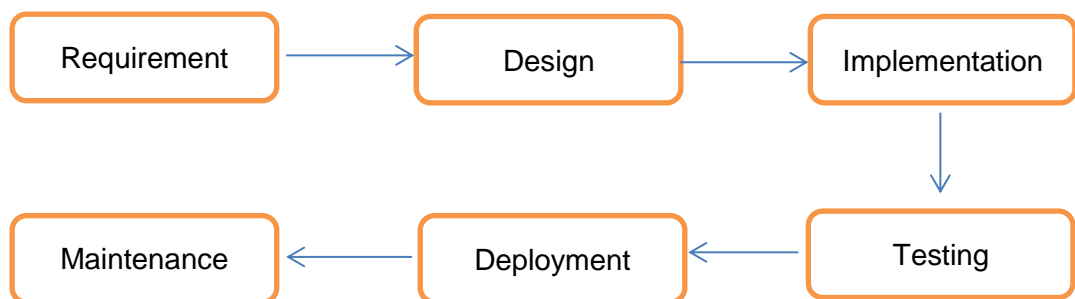 Requirement
Design
Implementation
Testing
Deployment
Maintenance